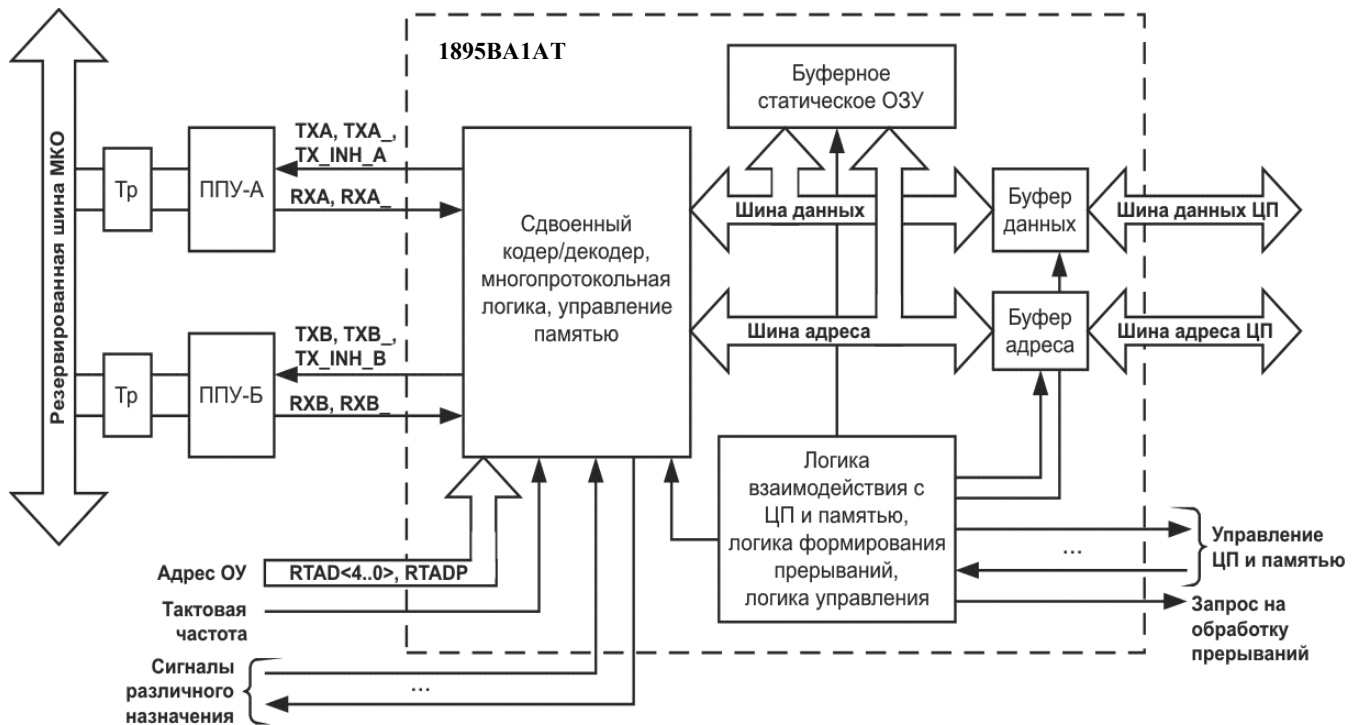 1895ВА1АТ
Буферное
статическое ОЗУ
Резервированная шина МКО
Тр
ППУ-А
TXA, TXA_,
TX_INH_A
RXA, RXA_
Сдвоенный
кодер/декодер,
многопротокольная
логика, управление
памятью
Шина данных
Буфер
данных
Шина данных ЦП
Шина адреса
Буфер
адреса
Шина адреса ЦП
Тр
ППУ-Б
TXB, TXB_,
TX_INH_B
RXB, RXB_
Логика
взаимодействия с
ЦП и памятью,
логика формирования
прерываний,
логика управления
...
Управление
ЦП и памятью
Запрос на
обработку
прерываний
Адрес ОУ
RTAD<4..0>, RTADP
Тактовая
частота
Сигналы
различного
назначения
...